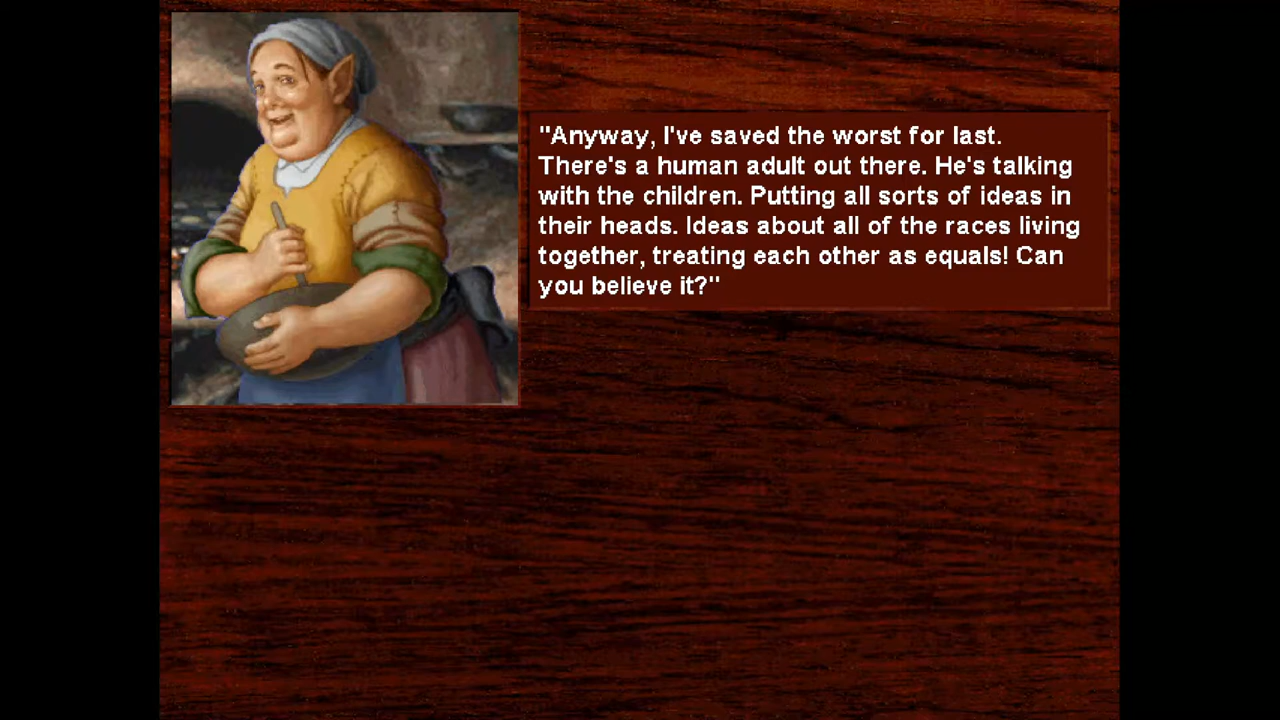 "Anyway, I've saved the worst for last.
There's a human adult out there. He's talking
with the children. Putting all sorts of ideas in
their heads. Ideas about all of the races living
together, treating each other as equals! Can
you believe it?"